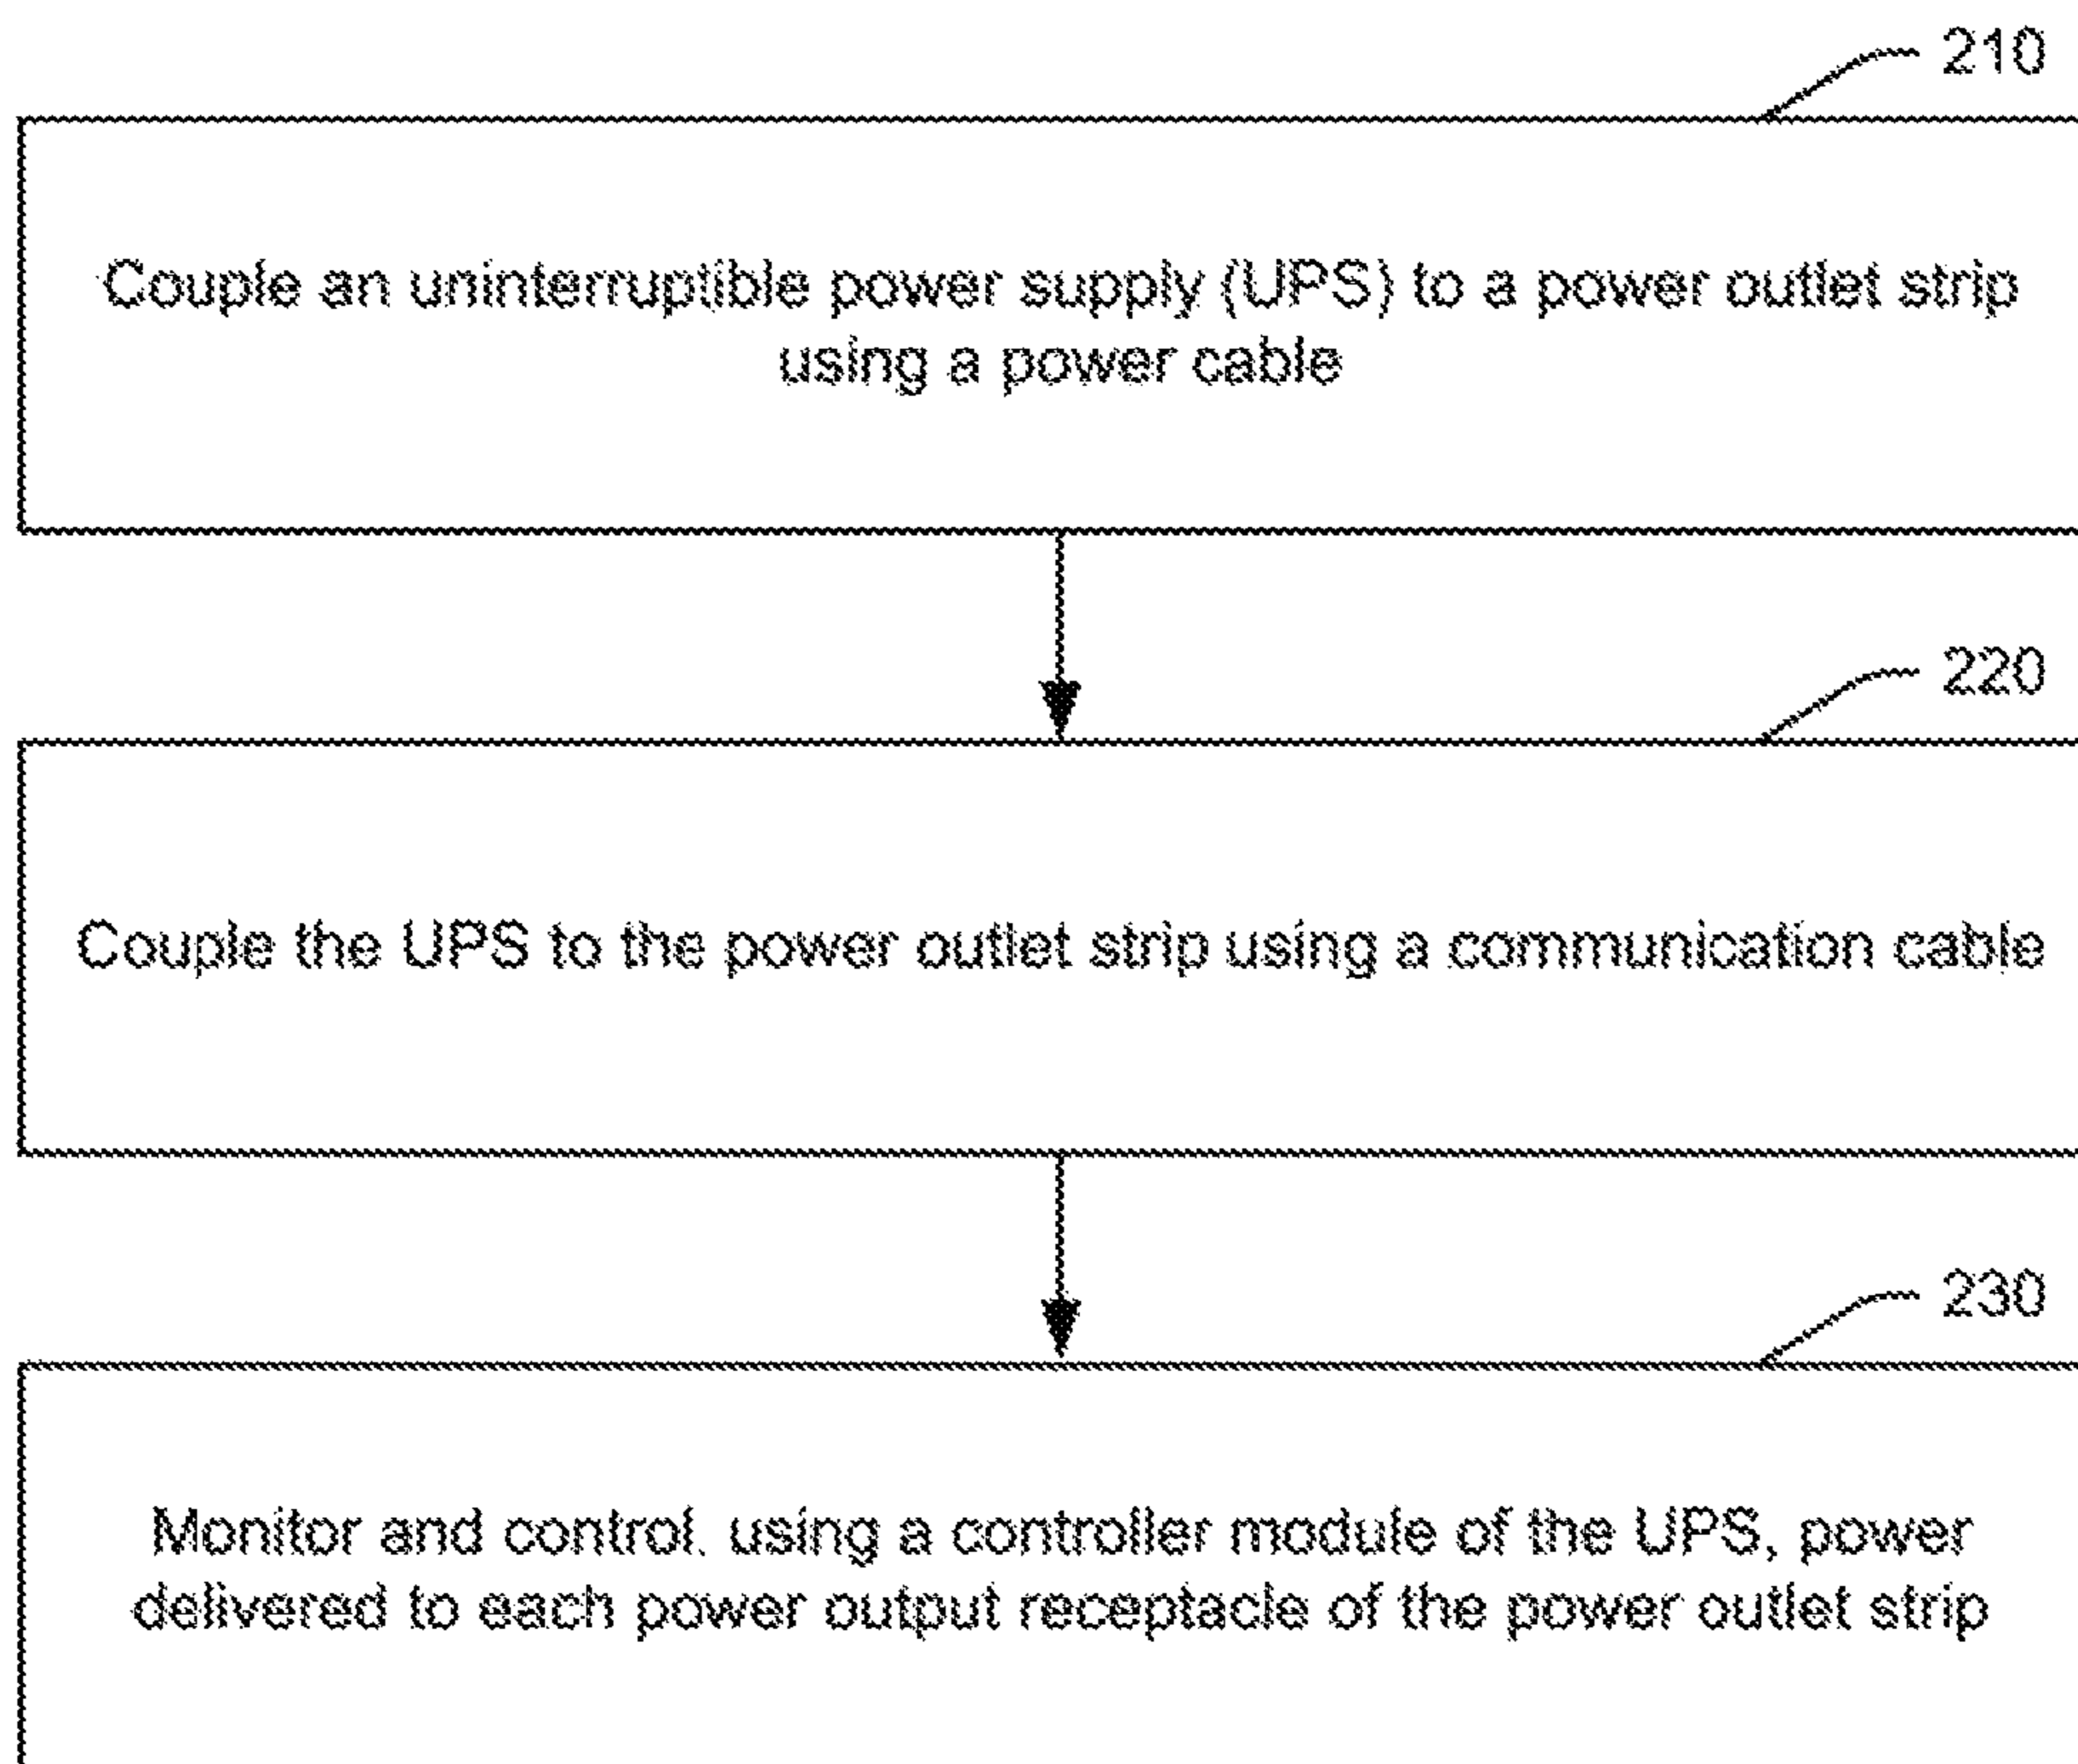 210
Couple an uninterruptible power supply (UPS) to a power outlet strip
using a power cable
220
Couple the UPS to the power outlet strip using a communication cable
230
Monitor and control, using a controller module of the UPS, power
delivered to each power output receptacle of the power outlet strip